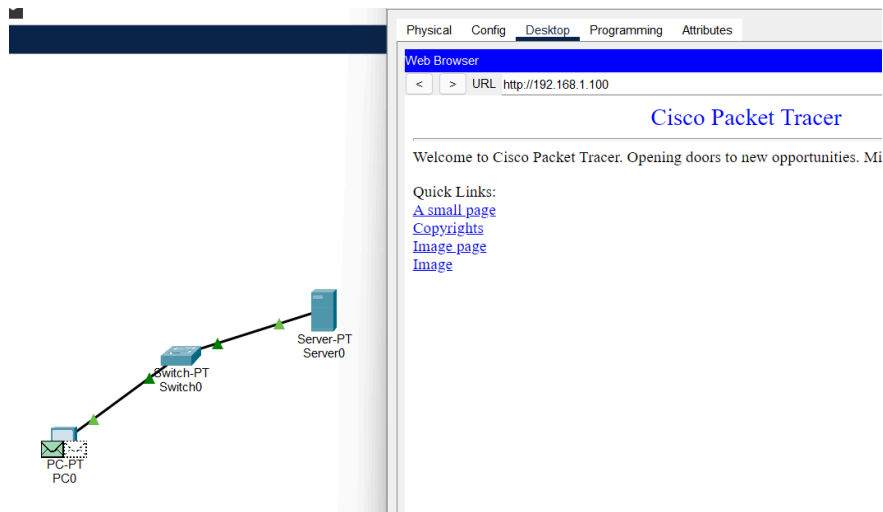 Physical Config Desktop Programming Attributes
Web Browser
< > URL http://192.168.1.100
Cisco Packet Tracer
Welcome to Cisco Packet Tracer. Opening doors to new opportunities. Mi
Quick Links:
A small page
Copyrights
Image page
Image
Server-PT
Server0
Switch-PT
Switch0
PC-PT
PC0